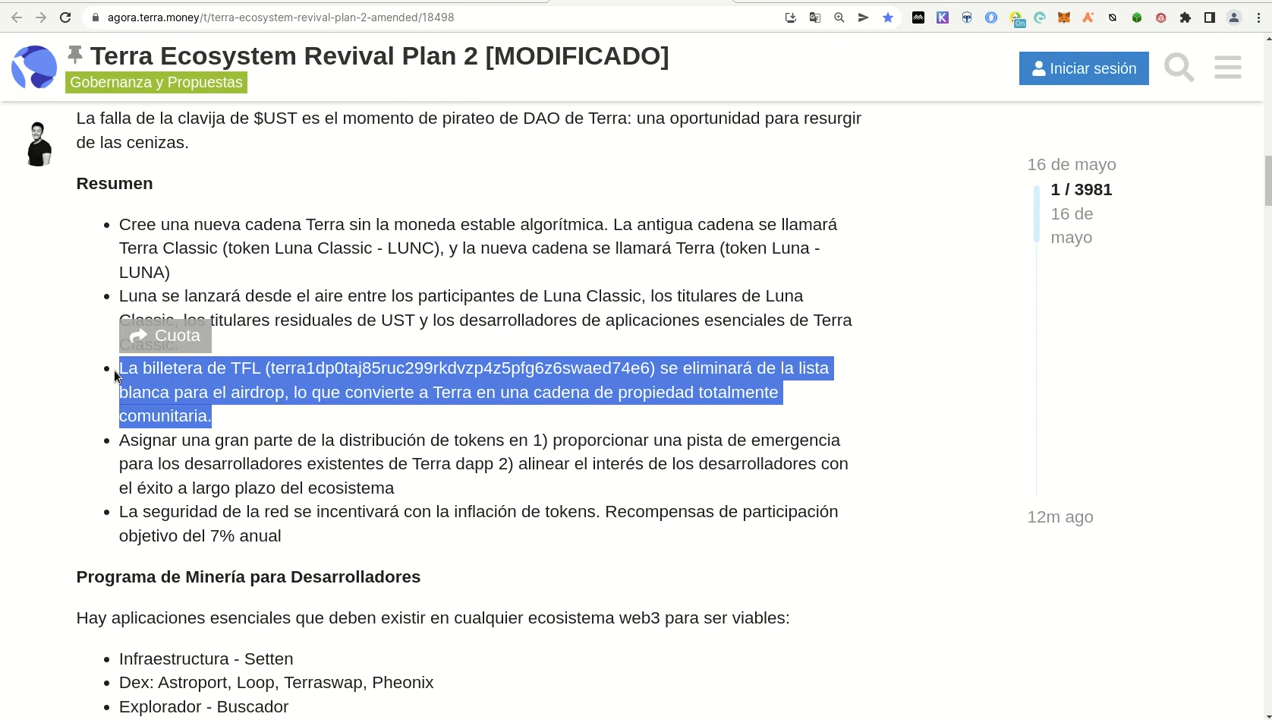 agora.terra.money/t/terra-ecosystem-revival-plan-2-amended/18498
On
Terra Ecosystem Revival Plan 2 [MODIFICADO]
Gobernanza y Propuestas
Iniciar sesión
La falla de la clavija de $UST es el momento de pirateo de DAO de Terra: una oportunidad para resurgir
de las cenizas.
Resumen
Cree una nueva cadena Terra sin la moneda estable algorítmica. La antigua cadena se llamará
Terra Classic (token Luna Classic - LUNC), y la nueva cadena se llamará Terra (token Luna -
LUNA)
Luna se lanzará desde el aire entre los participantes de Luna Classic, los titulares de Luna
Classic, los titulares residuales de UST y los desarrolladores de aplicaciones esenciales de Terra
Classic.
Cuota
La billetera de TFL (terra1dp0taj85ruc299rkdvzp4z5pfg6z6swaed74e6) se eliminará de la lista
blanca para el airdrop, lo que convierte a Terra en una cadena de propiedad totalmente
comunitaria.
Asignar una gran parte de la distribución de tokens en 1) proporcionar una pista de emergencia
para los desarrolladores existentes de Terra dapp 2) alinear el interés de los desarrolladores con
el éxito a largo plazo del ecosistema
La seguridad de la red se incentivará con la inflación de tokens. Recompensas de participación
objetivo del 7% anual
Programa de Minería para Desarrolladores
Hay aplicaciones esenciales que deben existir en cualquier ecosistema web3 para ser viables:
Infraestructura - Setten
Dex: Astroport, Loop, Terraswap, Pheonix
Explorador - Buscador
16 de mayo
1 / 3981
16 de
mayo
12m ago